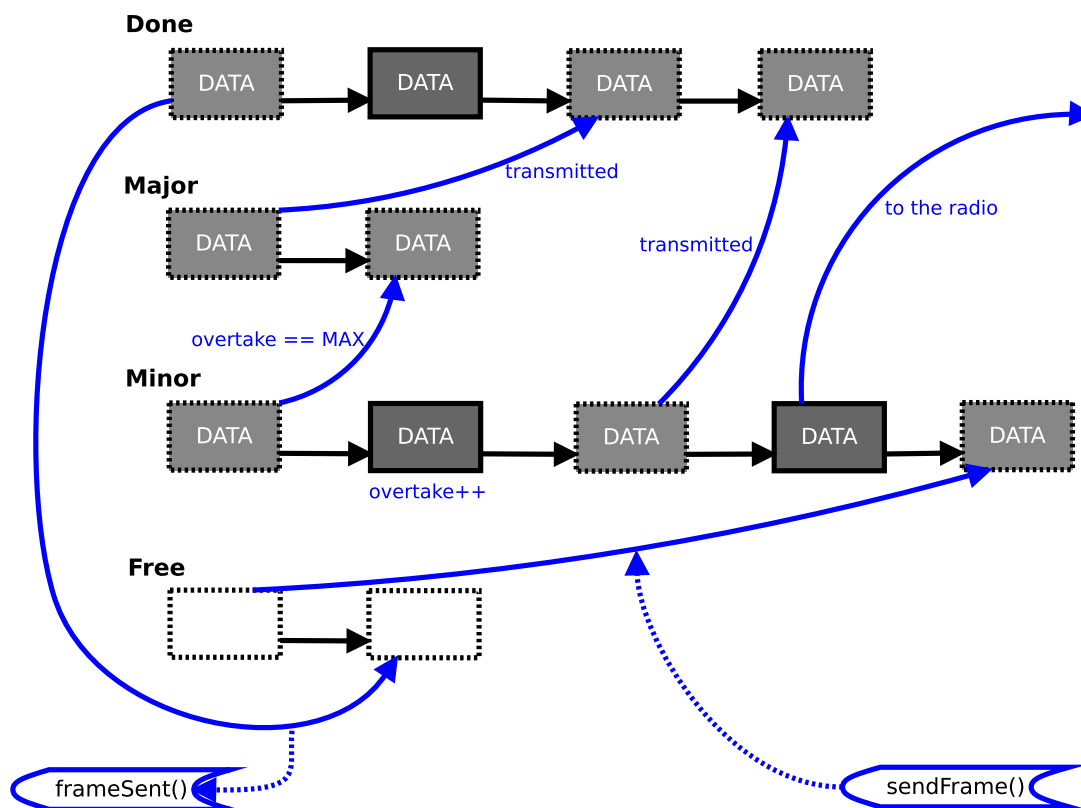 Done
DATA
DATA
DATA
DATA
transmitted
Major
DATA
DATA
to the radio
transmitted
overtake == MAX
Minor
DATA
DATA
DATA
DATA
DATA
overtake++
Free
frameSent()
sendFrame()